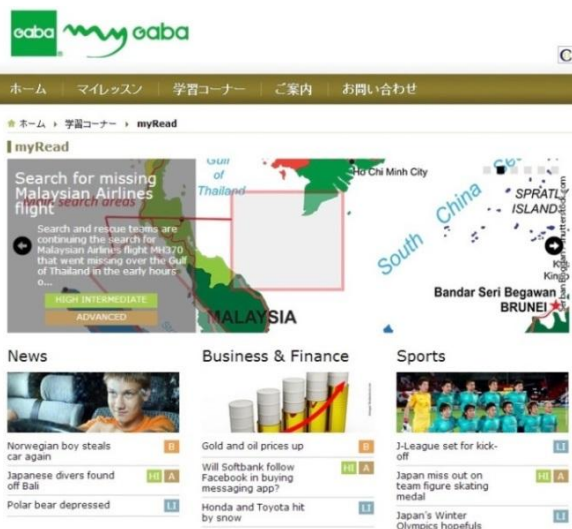 gaba my gaba
ホーム マイレッスン 学習コーナー ご案内 お問い合わせ
ホーム 学習コーナー myRead
myRead
Search for missing
Malaysian Airlines
flight
Main search areas
Search and rescue teams are
continuing the search for
Malaysian Airlines flight MH370
that went missing over the Gulf
of Thailand in the early hours
o...
HIGH INTERMEDIATE
ADVANCED
Gulf
of
Thailand
Ho Chi Minh City
South China
SPRATLY
ISLAND
Bandar Seri Begawan
BRUNEI
MALAYSIA
News
Norwegian boy steals
car again
B
Japanese divers found
off Bali
HI A
Polar bear depressed
LI
Business & Finance
Gold and oil prices up
B
Will Softbank follow
Facebook in buying
messaging app?
HI A
Honda and Toyota hit
by snow
LI
Sports
J-League set for kick-
off
LI
Japan miss out on
team figure skating
medal
HI A
Japan's Winter
Olympics hopefuls
LI